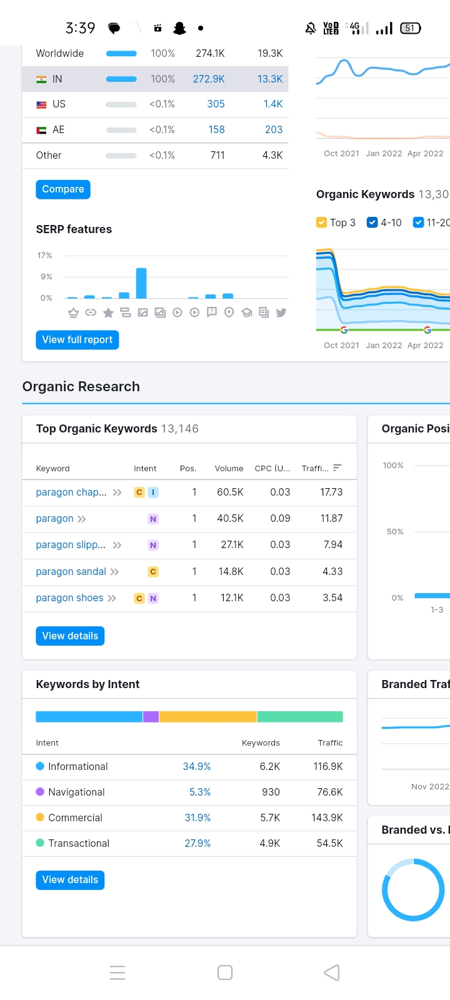 3:39
VoD LTE2 4G 51
Worldwide 100% 274.1K 19.3K
IN 100% 272.9K 13.3K
US <0.1% 305 1.4K
AE <0.1% 158 203
Other <0.1% 711 4.3K
Compare
SERP features
17%
9%
0%
View full report
Oct 2021 Jan 2022 Apr 2022
Organic Keywords 13,30
Top 3 4-10 11-20
Oct 2021 Jan 2022 Apr 2022
Organic Research
Top Organic Keywords 13,146
Keyword Intent Pos. Volume CPC (U... Traffi...
paragon chap... C I 1 60.5K 0.03 17.73
paragon N 1 40.5K 0.09 11.87
paragon slipp... N 1 27.1K 0.03 7.94
paragon sandal C 1 14.8K 0.03 4.33
paragon shoes C N 1 12.1K 0.03 3.54
View details
Organic Posi
100%
50%
0%
1-3
Keywords by Intent
Intent Keywords Traffic
Informational 34.9% 6.2K 116.9K
Navigational 5.3% 930 76.6K
Commercial 31.9% 5.7K 143.9K
Transactional 27.9% 4.9K 54.5K
View details
Branded Traf
Nov 2022
Branded vs.